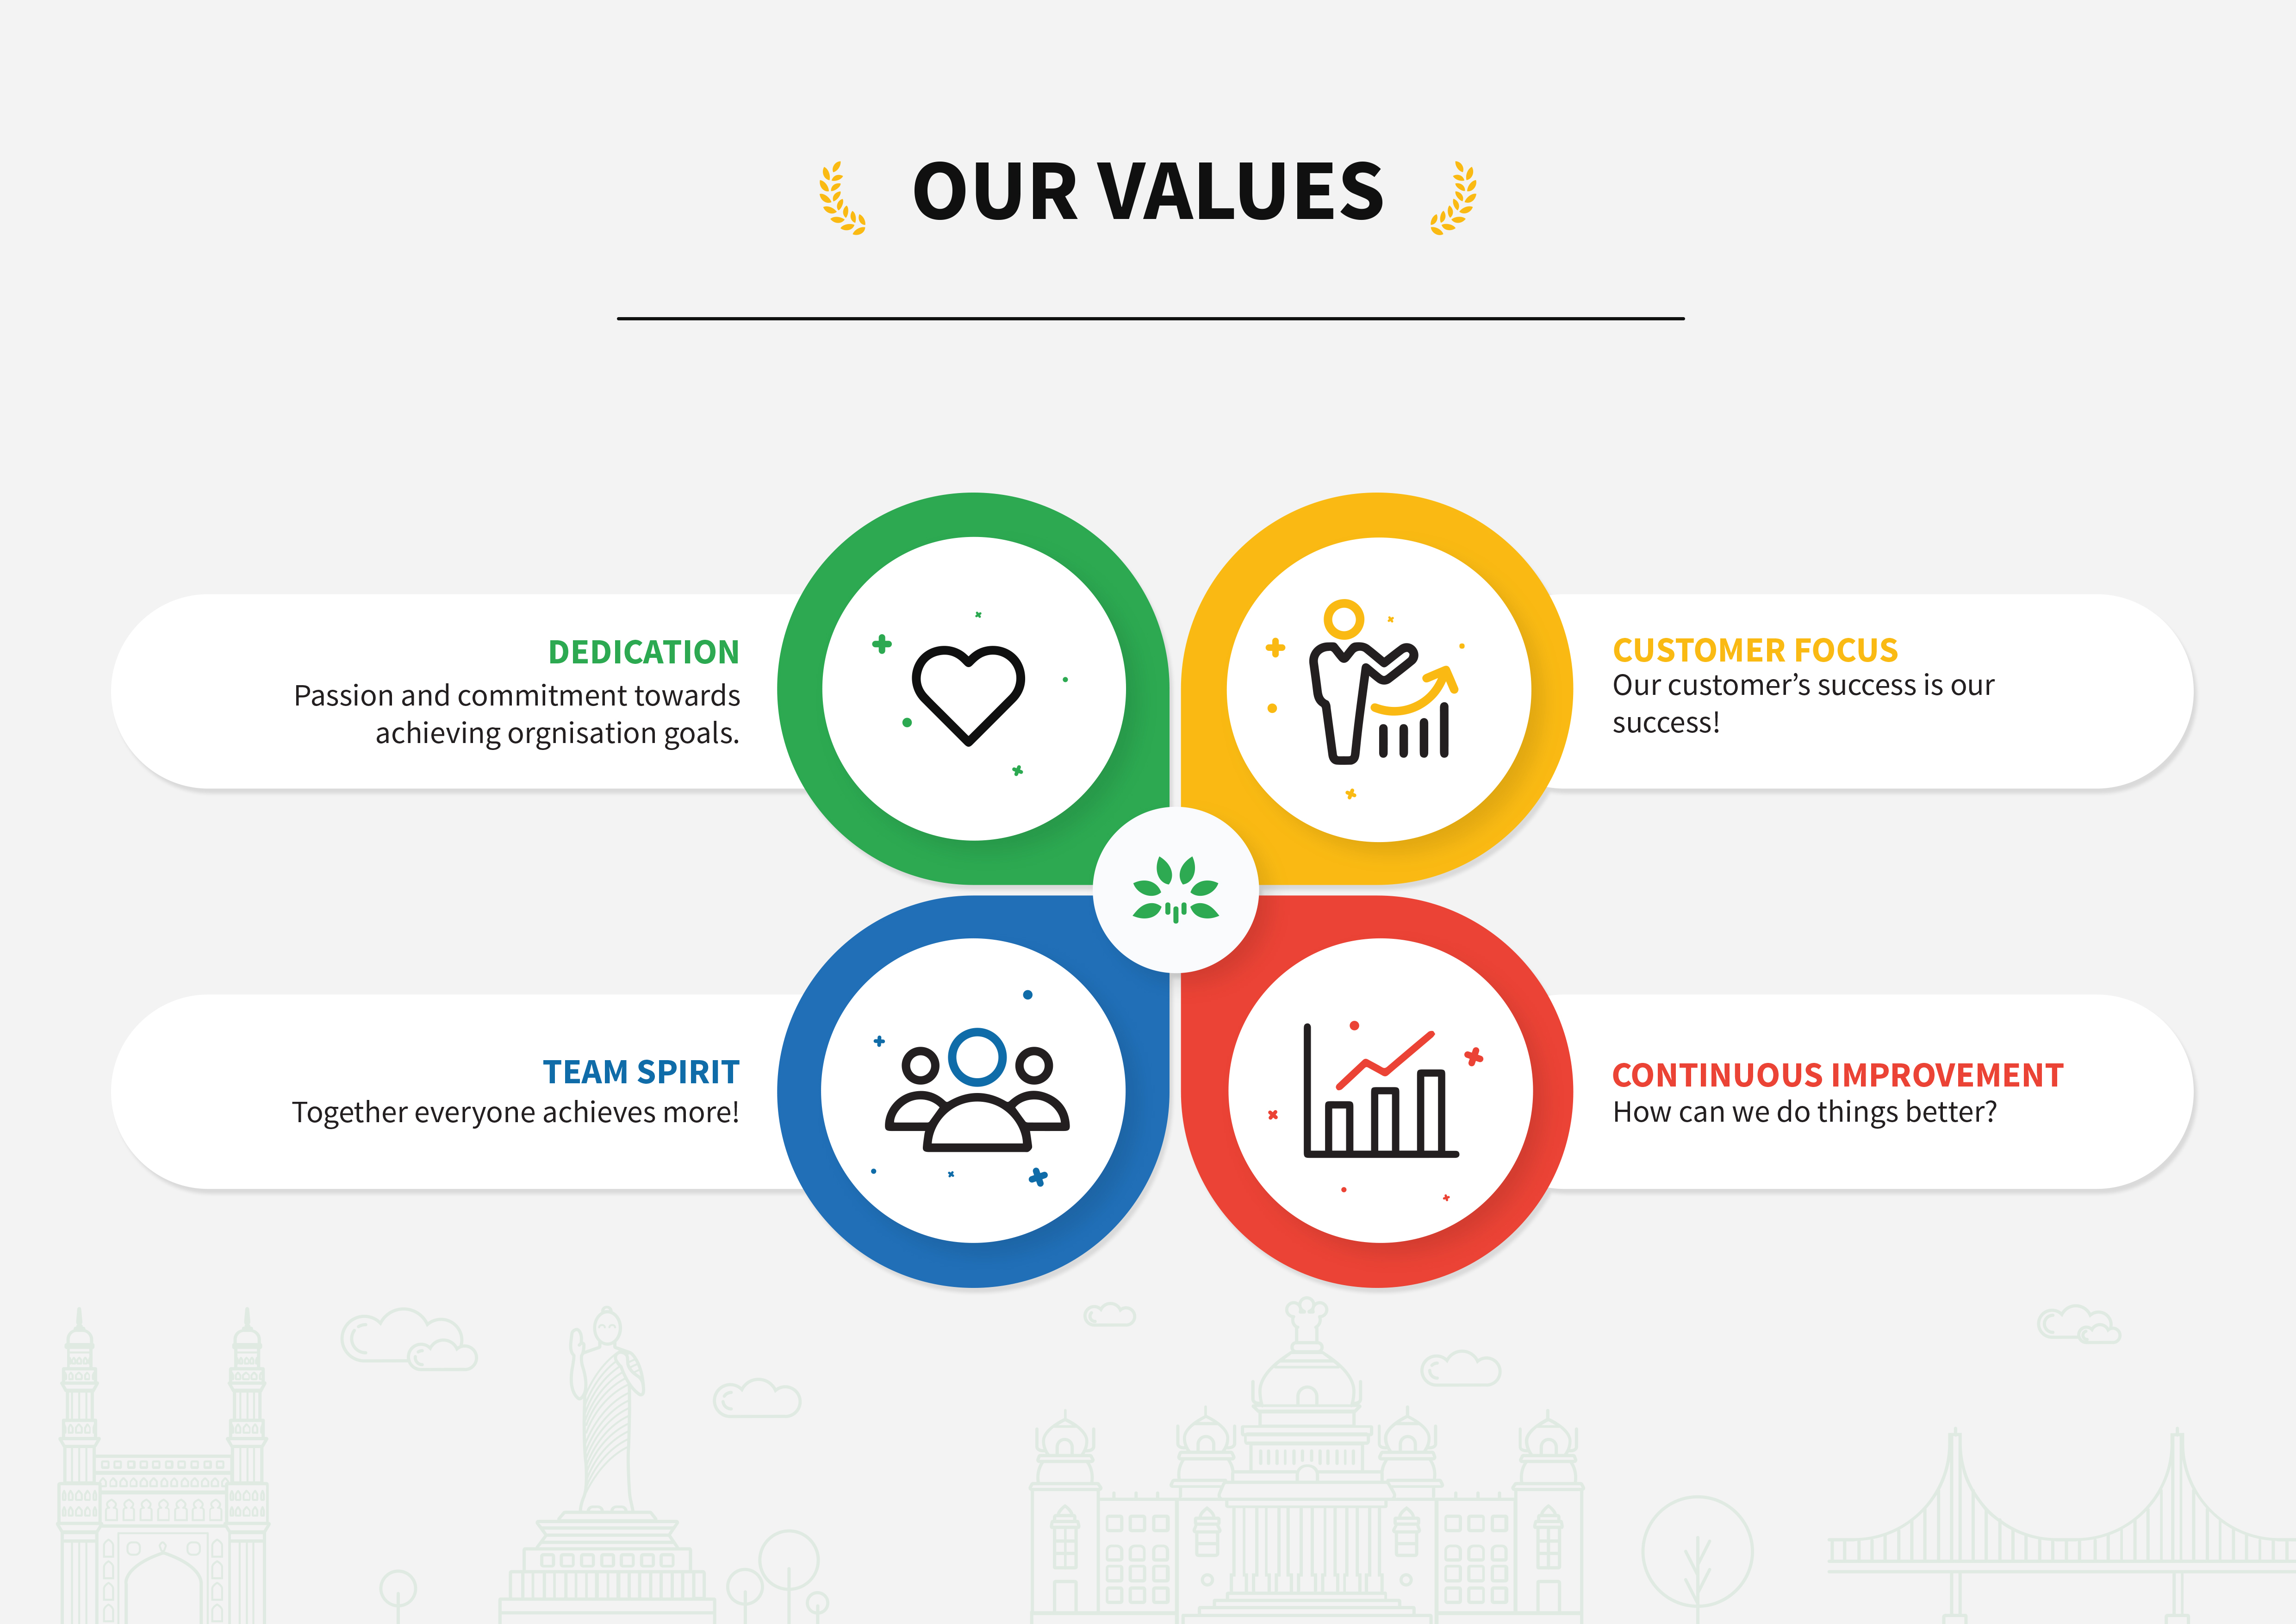 OUR VALUES
DEDICATION
Passion and commitment towards
achieving orgnisation goals.
CUSTOMER FOCUS
Our customer’s success is our
success!
TEAM SPIRIT
Together everyone achieves more!
CONTINUOUS IMPROVEMENT
How can we do things better?